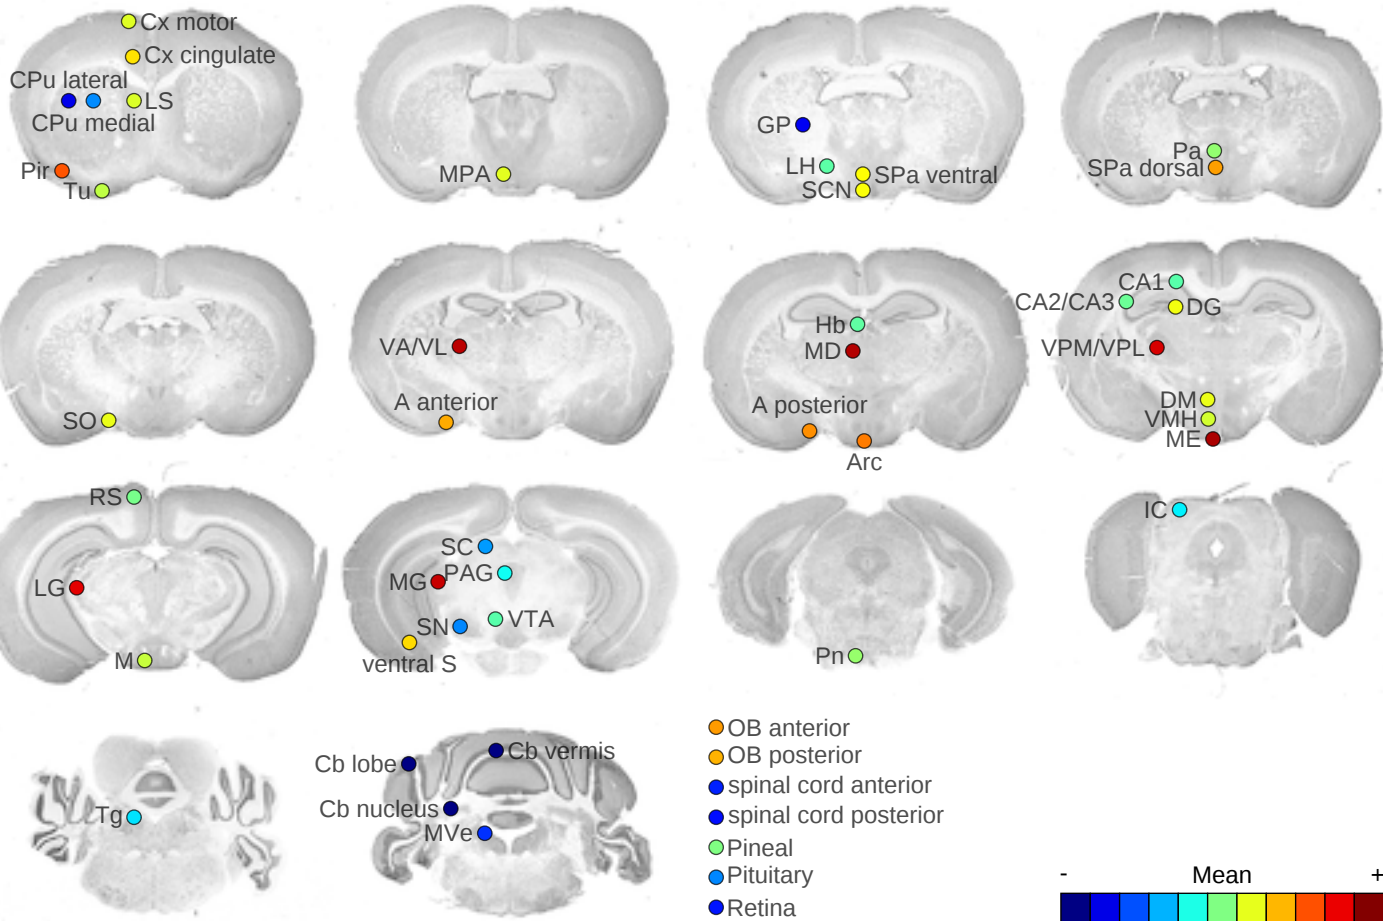 Cx motor
Cx cingulate
CPu lateral
LS
CPu medial
Pir
Tu
MPA
GP
LH
SPa ventral
SCN
Pa
SPa dorsal
SO
VA/VL
A anterior
Hb
MD
A posterior
Arc
CA1
CA2/CA3
DG
VPM/VPL
DM
VMH
ME
RS
LG
M
SC
MG
PAG
SN
VTA
ventral S
Pn
IC
Tg
Cb lobe
Cb vermis
Cb nucleus
MVe
OB anterior
OB posterior
spinal cord anterior
spinal cord posterior
Pineal
Pituitary
Retina
- Mean +